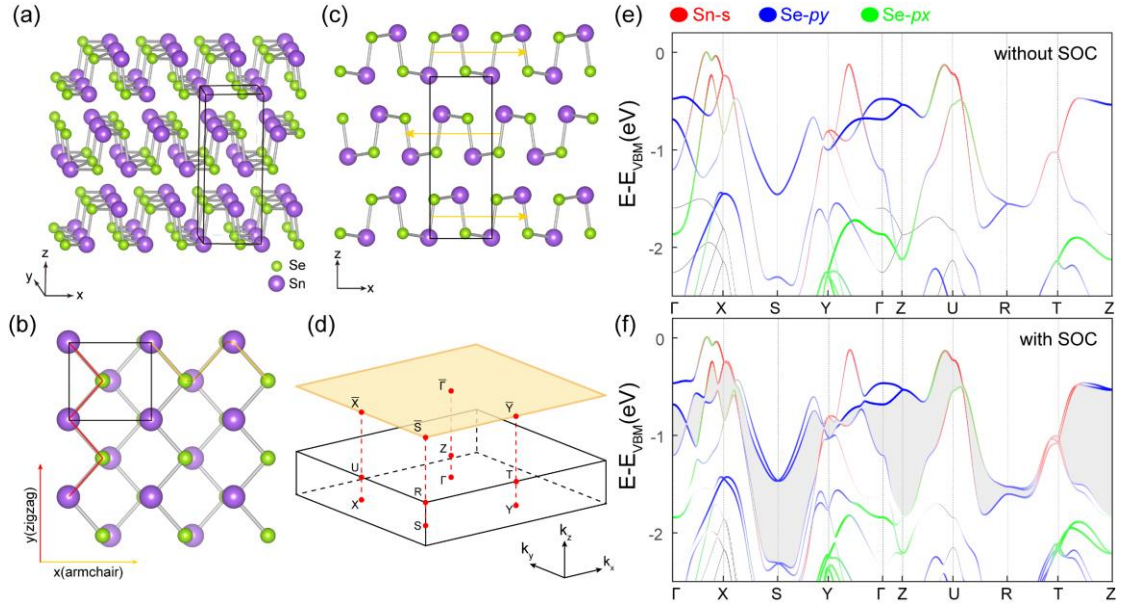 (a)
z
y
x
Se
Sn
(c)
z
x
(b)
y(zigzag)
x(armchair)
(d)
Γ̅
X̅
Y̅
S̅
Z
U
T
R
Γ
X
Y
S
k_z
k_y
k_x
(e)
Sn-s
Se-py
Se-px
without SOC
0
-1
-2
E-E_VBM(eV)
Γ X S Y Γ Z U R T Z
(f)
with SOC
0
-1
-2
E-E_VBM(eV)
Γ X S Y Γ Z U R T Z